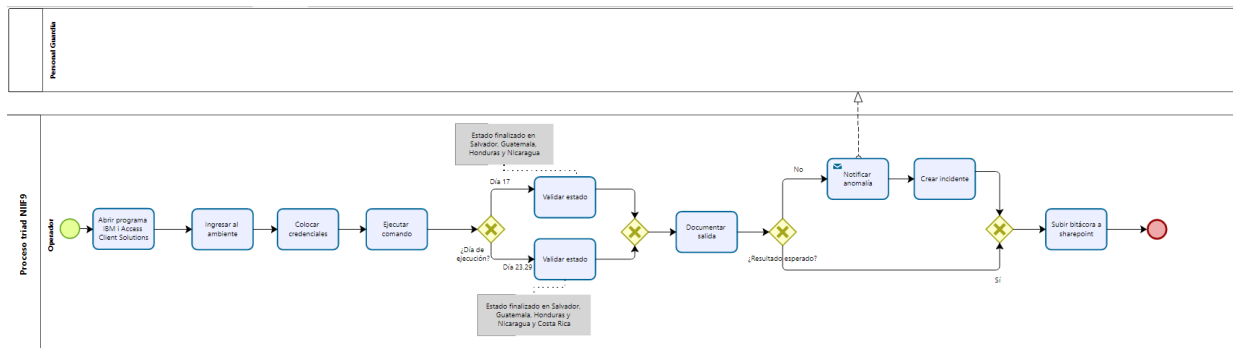 Personal Guardia
Proceso triad NIIF9
Operador
Abrir programa
IBM i Access
Client Solutions
Ingresar al
ambiente
Colocar
credenciales
Ejecutar
comando
¿Día de
ejecución?
Día 17
Estado finalizado en
Salvador, Guatemala,
Honduras y Nicaragua
Validar estado
Día 23,29
Validar estado
Estado finalizado en Salvador,
Guatemala, Honduras y
Nicaragua y Costa Rica
Documentar
salida
¿Resultado esperado?
No
Notificar
anomalía
Crear incidente
Sí
Subir bitácora a
sharepoint